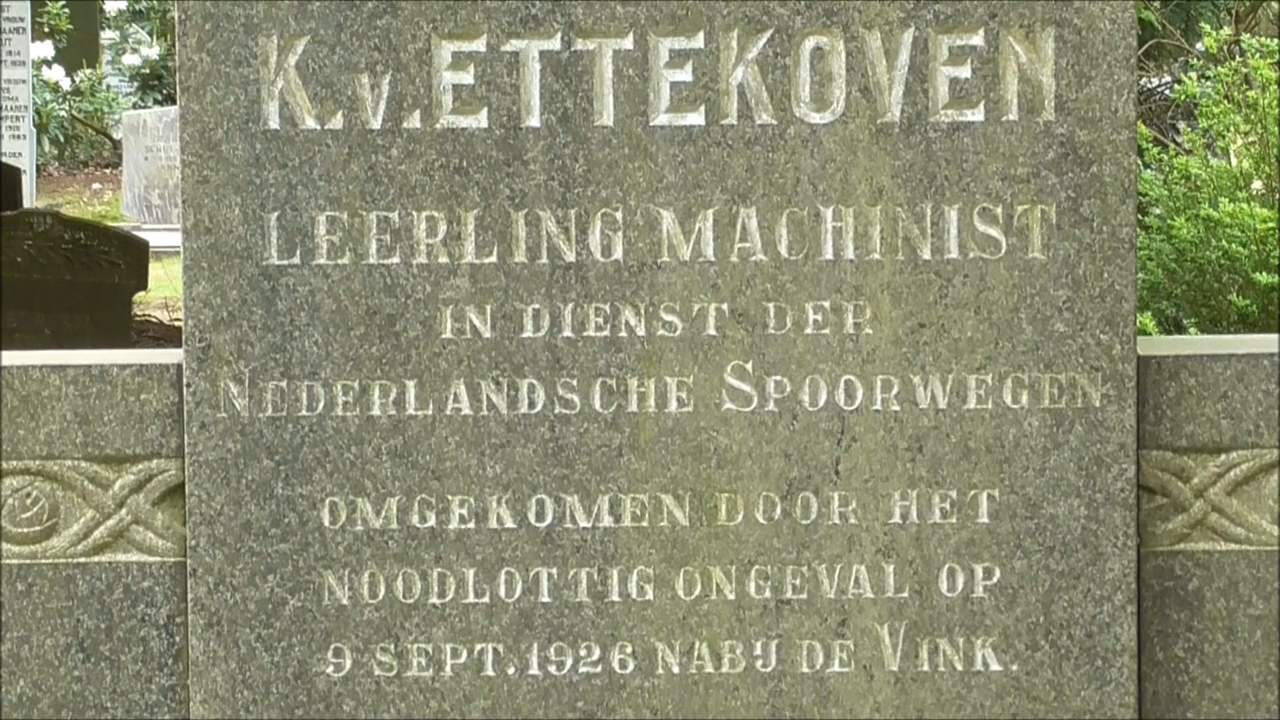 K. v. ETTEKOVEN
LEERLING MACHINIST
IN DIENST DER
NEDERLANDSCHE SPOORWEGEN
OMGEKOMEN DOOR HET
NOODLOTTIG ONGEVAL OP
9 SEPT. 1926 NABIJ DE VINK.